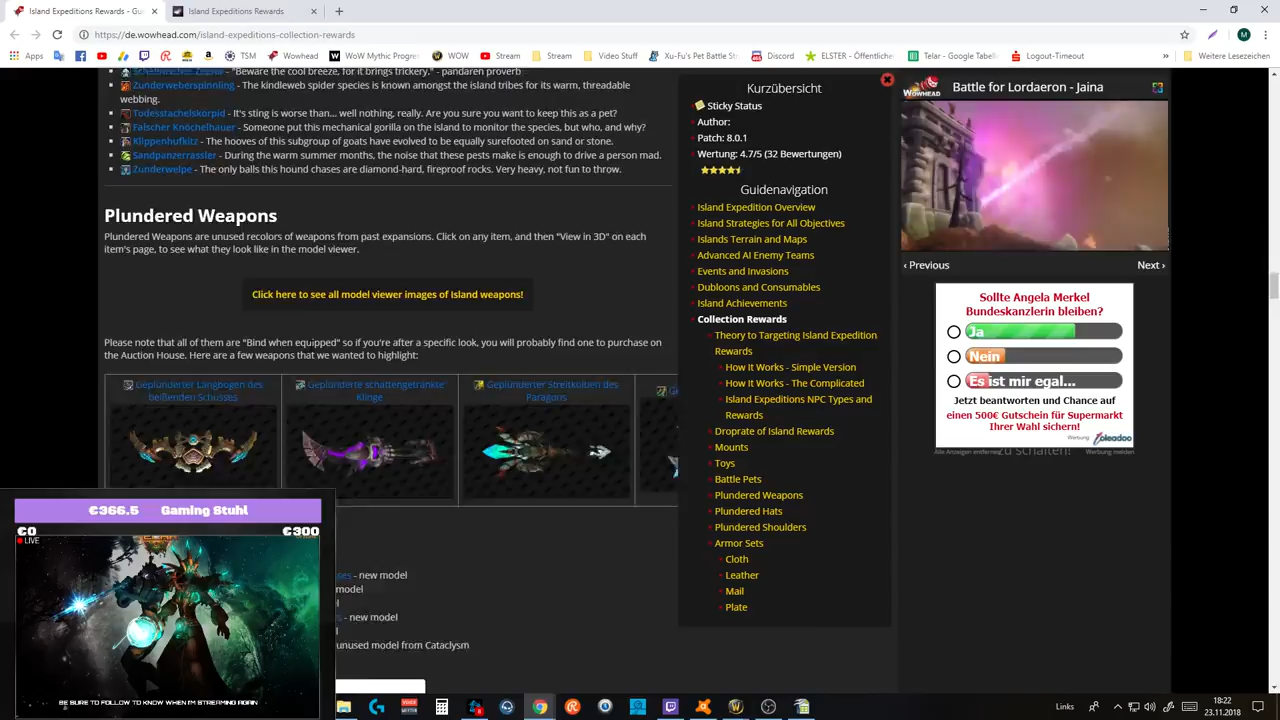 Island Expeditions Rewards - Gu
Island Expeditions Rewards
https://de.wowhead.com/island-expeditions-collection-rewards
Apps
TSM
Wowhead
WoW Mythic Progre
WOW
Stream
Stream
Video Stuff
Xu-Fu's Pet Battle Str
Discord
ELSTER - Öffentlicher
Telar - Google Tabelle
Logout-Timeout
Weitere Lesezeichen
- "Beware the cool breeze, for it brings trickery." - pandaren proverb
Zunderweberspinnling - The kindleweb spider species is known amongst the island tribes for its warm, threadable
webbing.
Todesstachelskorpid - It's sting is worse than... well nothing, really. Are you sure you want to keep this as a pet?
Falscher Knöchelhauer - Someone put this mechanical gorilla on the island to monitor the species, but who, and why?
Klippenhufkitz - The hooves of this subgroup of goats have evolved to be equally surefooted on sand or stone.
Sandpanzerrassler - During the warm summer months, the noise that these pests make is enough to drive a person mad.
Zunderwelpe - The only balls this hound chases are diamond-hard, fireproof rocks. Very heavy, not fun to throw.
Plundered Weapons
Plundered Weapons are unused recolors of weapons from past expansions. Click on any item, and then "View in 3D" on each
item's page, to see what they look like in the model viewer.
Click here to see all model viewer images of Island weapons!
Please note that all of them are "Bind when equipped" so if you're after a specific look, you will probably find one to purchase on
the Auction House. Here are a few weapons that we wanted to highlight:
Geplünderter Langbogen des
beißenden Schusses
Geplünderte schattengetränkte
Klinge
Geplünderter Streitkolben des
Paragons
- new model
model
- new model
unused model from Cataclysm
€366.5 Gaming Stuhl
€0
€300
LIVE
BE SURE TO FOLLOW TO KNOW WHEN I'M STREAMING AGAIN
Kurzübersicht
Sticky Status
Author:
Patch: 8.0.1
Wertung: 4.7/5 (32 Bewertungen)
Guidenavigation
Island Expedition Overview
Island Strategies for All Objectives
Islands Terrain and Maps
Advanced AI Enemy Teams
Events and Invasions
Dubloons and Consumables
Island Achievements
Collection Rewards
Theory to Targeting Island Expedition
Rewards
How It Works - Simple Version
How It Works - The Complicated
Island Expeditions NPC Types and
Rewards
Droprate of Island Rewards
Mounts
Toys
Battle Pets
Plundered Weapons
Plundered Hats
Plundered Shoulders
Armor Sets
Cloth
Leather
Mail
Plate
WOWHEAD
Battle for Lordaeron - Jaina
‹ Previous
Next ›
Sollte Angela Merkel
Bundeskanzlerin bleiben?
Ja
Nein
Es ist mir egal...
Jetzt beantworten und Chance auf
einen 500€ Gutschein für Supermarkt
Ihrer Wahl sichern!
Werbung
oleadoo
Alle Anzeigen entfernen
zu schalten!
Werbung melden
Links
18:22
23.11.2018